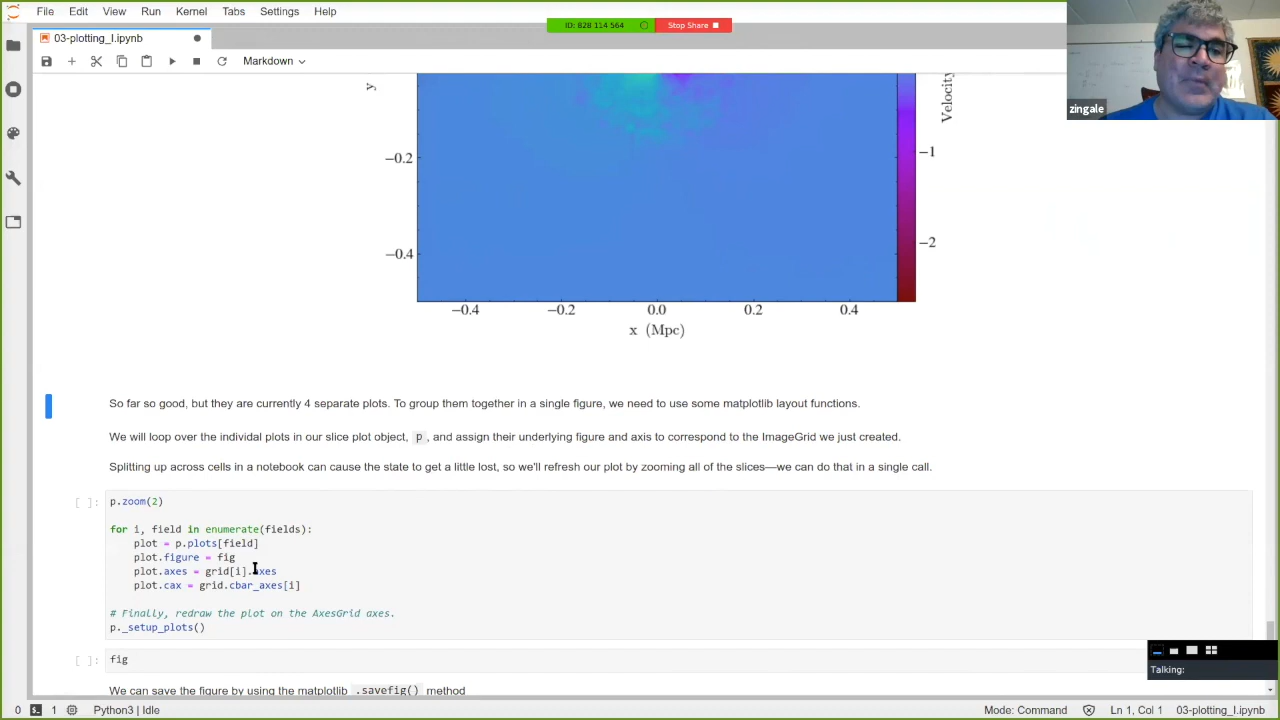 File Edit View Run Kernel Tabs Settings Help
ID: 828 114 564 Stop Share
03-plotting_I.ipynb
Markdown
zingale
y
Velocity
−0.2
−1
−2
−0.4
−0.4 −0.2 0.0 0.2 0.4
x (Mpc)
So far so good, but they are currently 4 separate plots. To group them together in a single figure, we need to use some matplotlib layout functions.
We will loop over the individal plots in our slice plot object, p, and assign their underlying figure and axis to correspond to the ImageGrid we just created.
Splitting up across cells in a notebook can cause the state to get a little lost, so we'll refresh our plot by zooming all of the slices—we can do that in a single call.
[ ]: p.zoom(2)
for i, field in enumerate(fields):
plot = p.plots[field]
plot.figure = fig
plot.axes = grid[i].axes
plot.cax = grid.cbar_axes[i]
# Finally, redraw the plot on the AxesGrid axes.
p._setup_plots()
[ ]: fig
Talking:
We can save the figure by using the matplotlib .savefig() method
0 1 Python3 | Idle Mode: Command Ln 1, Col 1 03-plotting_I.ipynb